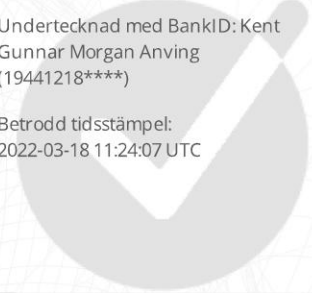 Undertecknad med BankID: Kent
Gunnar Morgan Anving
(19441218****)
Betrodd tidsstämpel:
2022-03-18 11:24:07 UTC